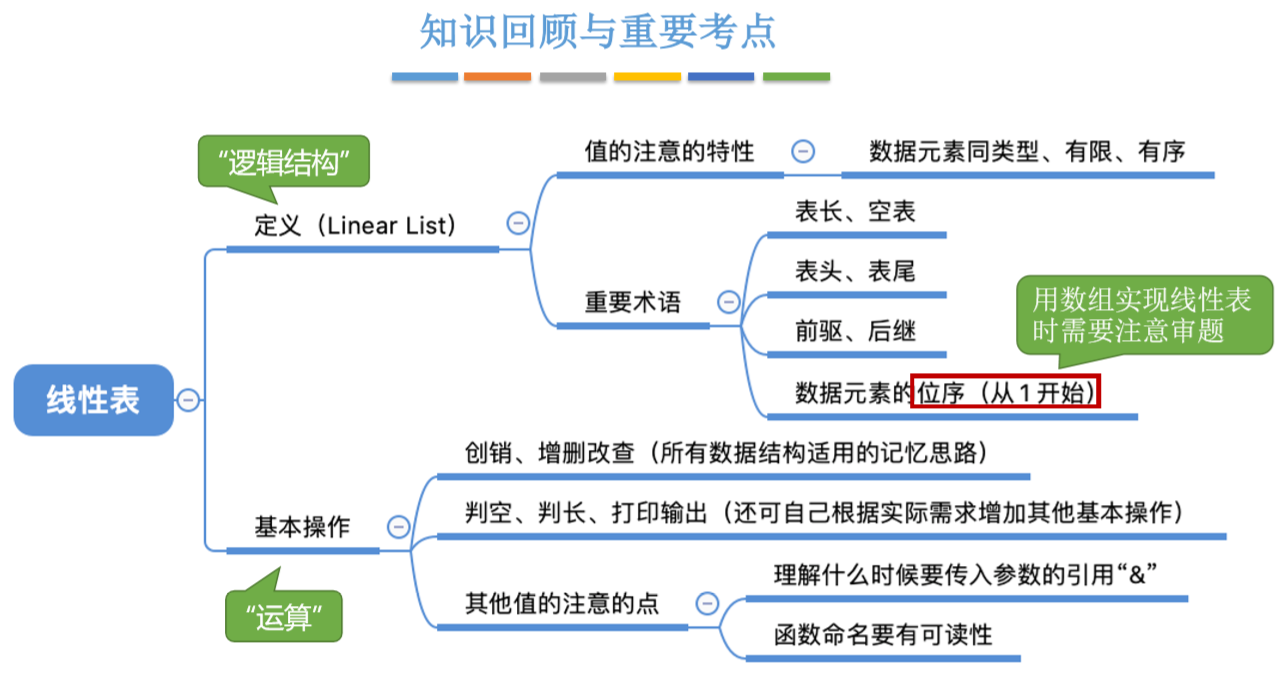 知识回顾与重要考点
“逻辑结构”
值的注意的特性
数据元素同类型、有限、有序
定义（Linear List）
表长、空表
表头、表尾
重要术语
用数组实现线性表
时需要注意审题
前驱、后继
数据元素的位序（从1开始）
线性表
创销、增删改查（所有数据结构适用的记忆思路）
判空、判长、打印输出（还可自己根据实际需求增加其他基本操作）
基本操作
理解什么时候要传入参数的引用“&”
其他值的注意的点
“运算”
函数命名要有可读性